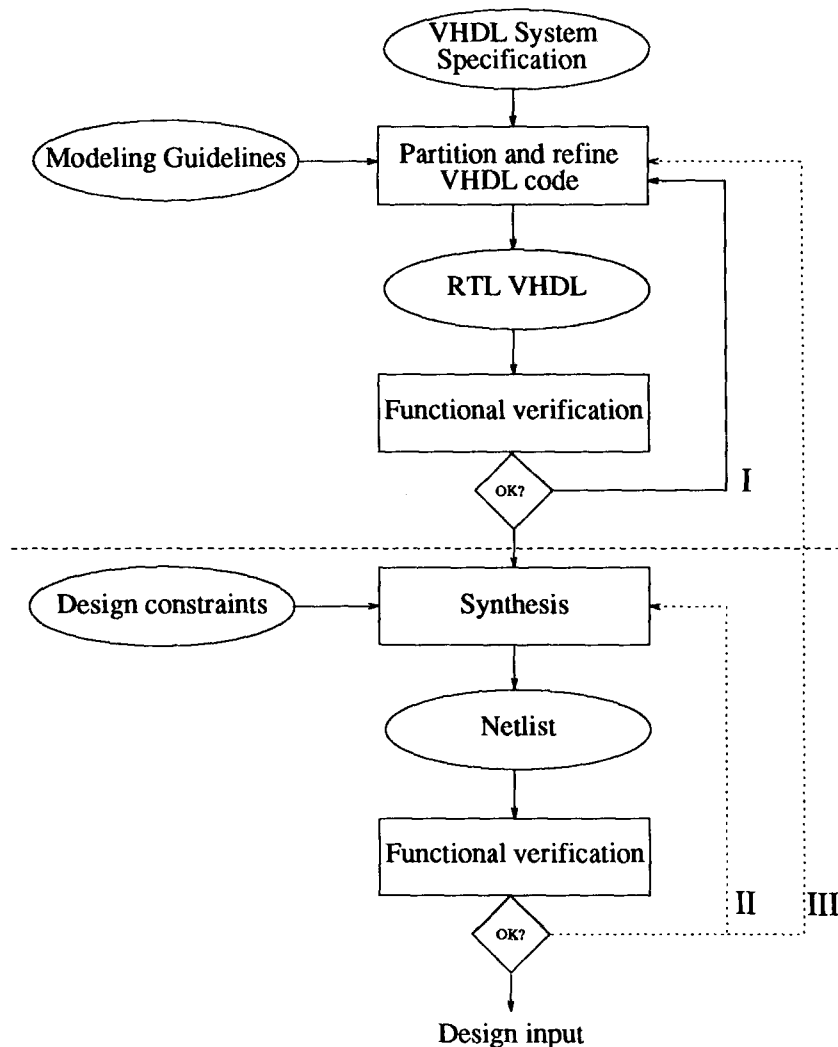 VHDL System
Specification
Modeling Guidelines
Partition and refine
VHDL code
RTL VHDL
Functional verification
OK?
I
Design constraints
Synthesis
Netlist
Functional verification
II
III
OK?
Design input